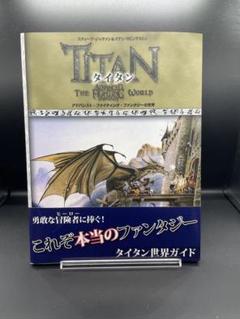 スティーブ・ジャクソン&イアン・リビングストン
TITAN
タイタン
THE FIGHTING FANTASY WORLD
アドバンスト・ファイティング・ファンタジーの世界
勇敢な冒険者に捧ぐ!
ヒーロー
これぞ本当のファンタジー
タイタン世界ガイド